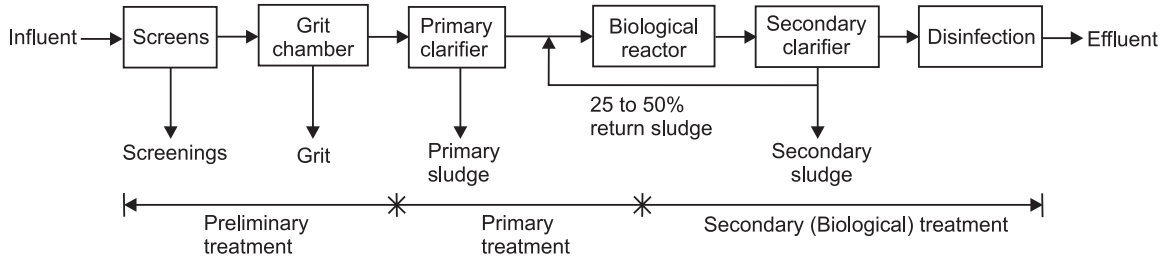 Influent
Screens
Grit
chamber
Primary
clarifier
Biological
reactor
Secondary
clarifier
Disinfection
Effluent
25 to 50%
return sludge
Screenings
Grit
Primary
sludge
Secondary
sludge
Preliminary
treatment
Primary
treatment
Secondary (Biological) treatment